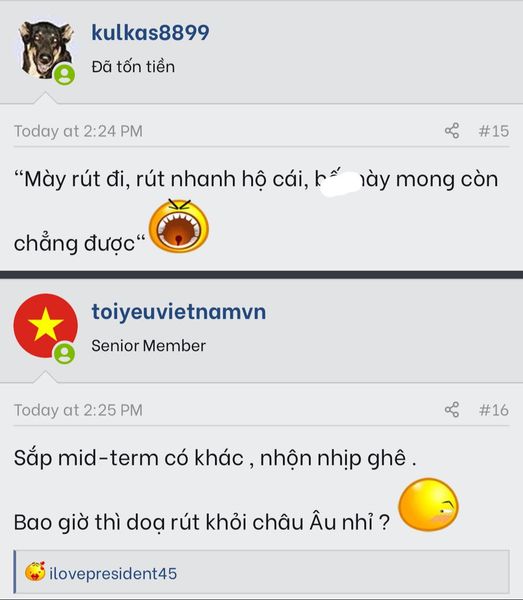 kulkas8899
Đã tốn tiền
Today at 2:24 PM
#15
“Mày rút đi, rút nhanh hộ cái, này mong còn
chẳng được“
toiyeuvietnamvn
Senior Member
Today at 2:25 PM
#16
Sắp mid-term có khác , nhộn nhịp ghê .
Bao giờ thì doạ rút khỏi châu Âu nhỉ ?
ilovepresident45